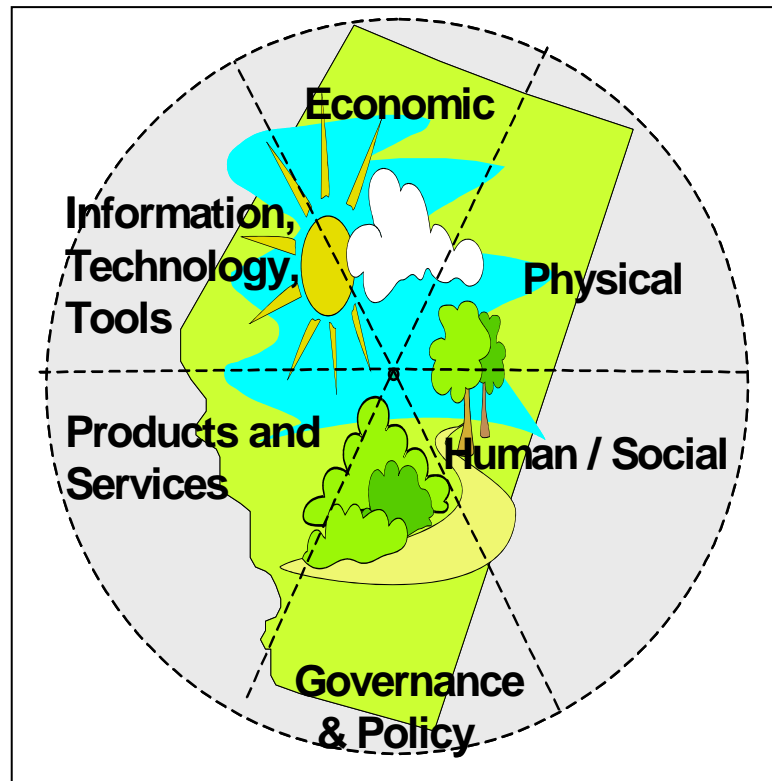 Economic
Information,
Technology,
Tools
Physical
Products and
Services
Human / Social
Governance
& Policy